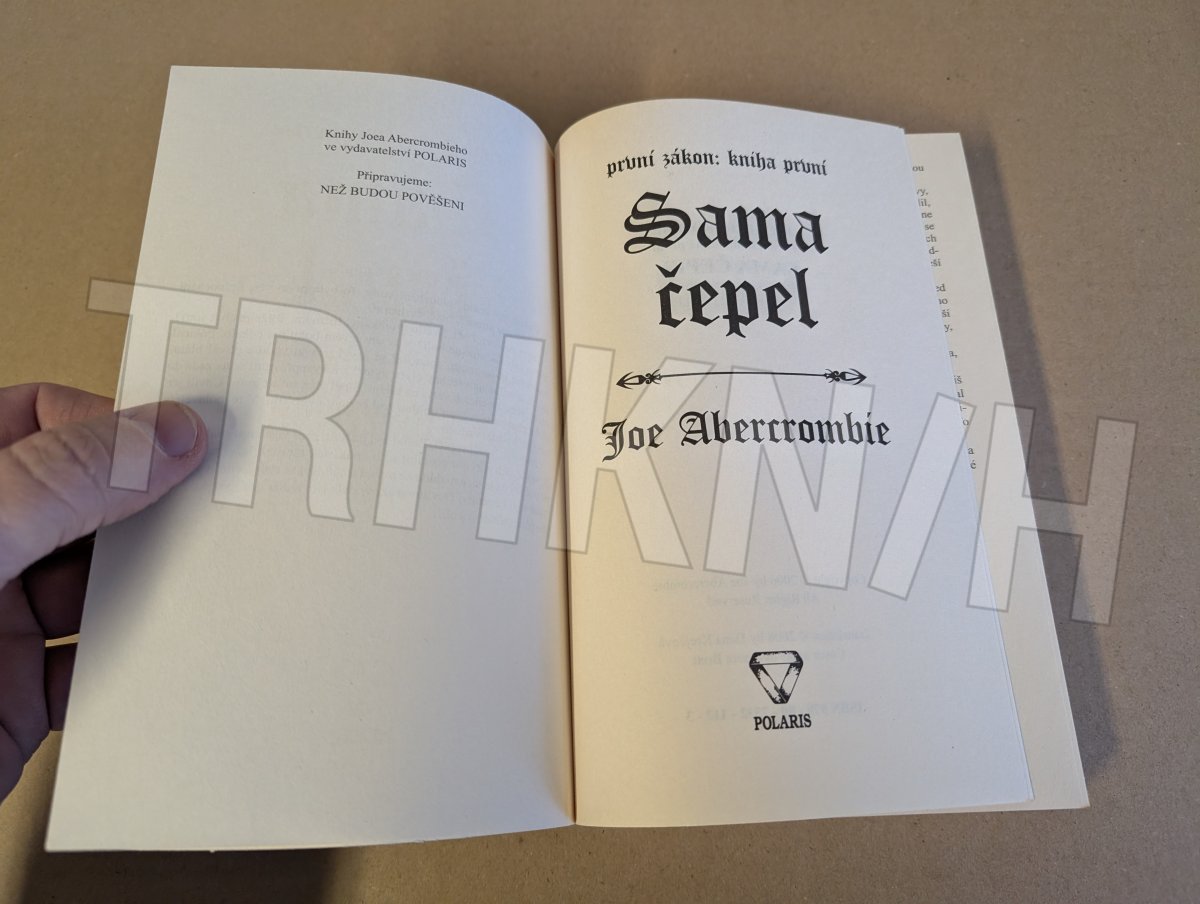 Knihy Joea Abercrombieho
ve vydavatelství POLARIS
Připravujeme:
NEŽ BUDOU POVĚŠENI
první zákon: kniha první
Sama
čepel
Joe Abercrombie
POLARIS
TRHKNIH